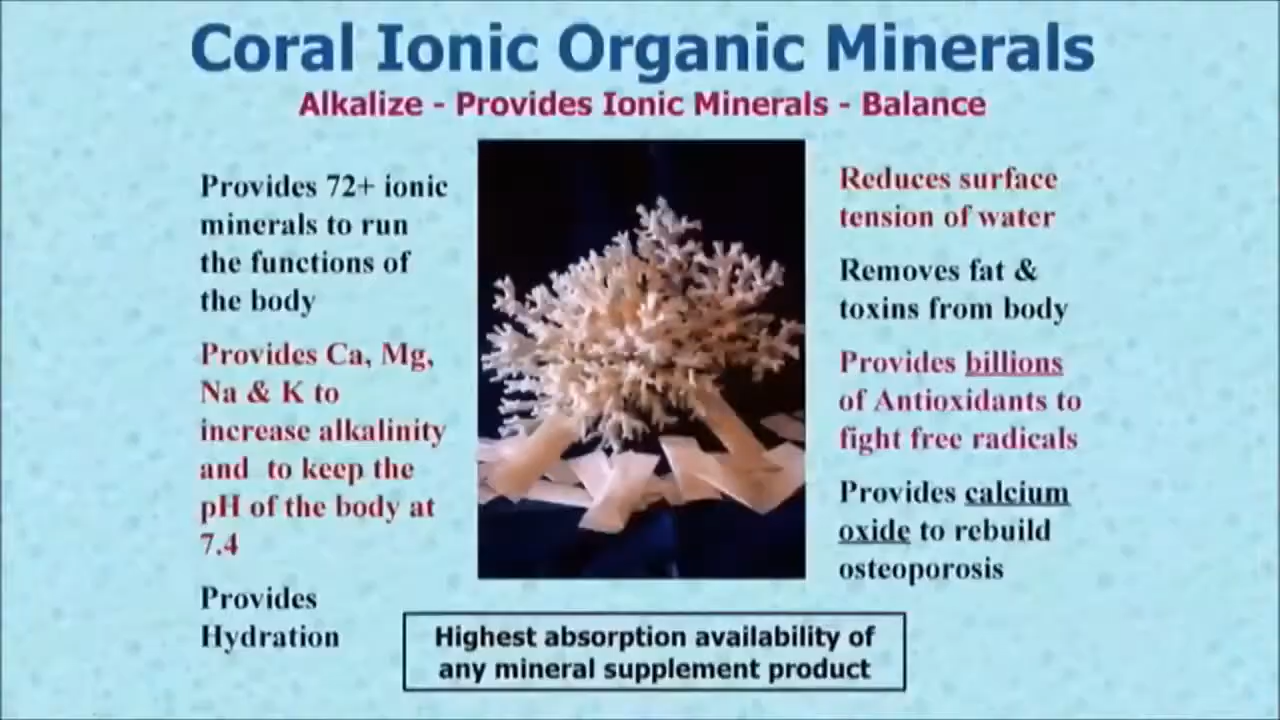 Coral Ionic Organic Minerals
Alkalize - Provides Ionic Minerals - Balance
Provides 72+ ionic
minerals to run
the functions of
the body
Provides Ca, Mg,
Na & K to
increase alkalinity
and to keep the
pH of the body at
7.4
Provides
Hydration
Reduces surface
tension of water
Removes fat &
toxins from body
Provides billions
of Antioxidants to
fight free radicals
Provides calcium
oxide to rebuild
osteoporosis
Highest absorption availability of
any mineral supplement product